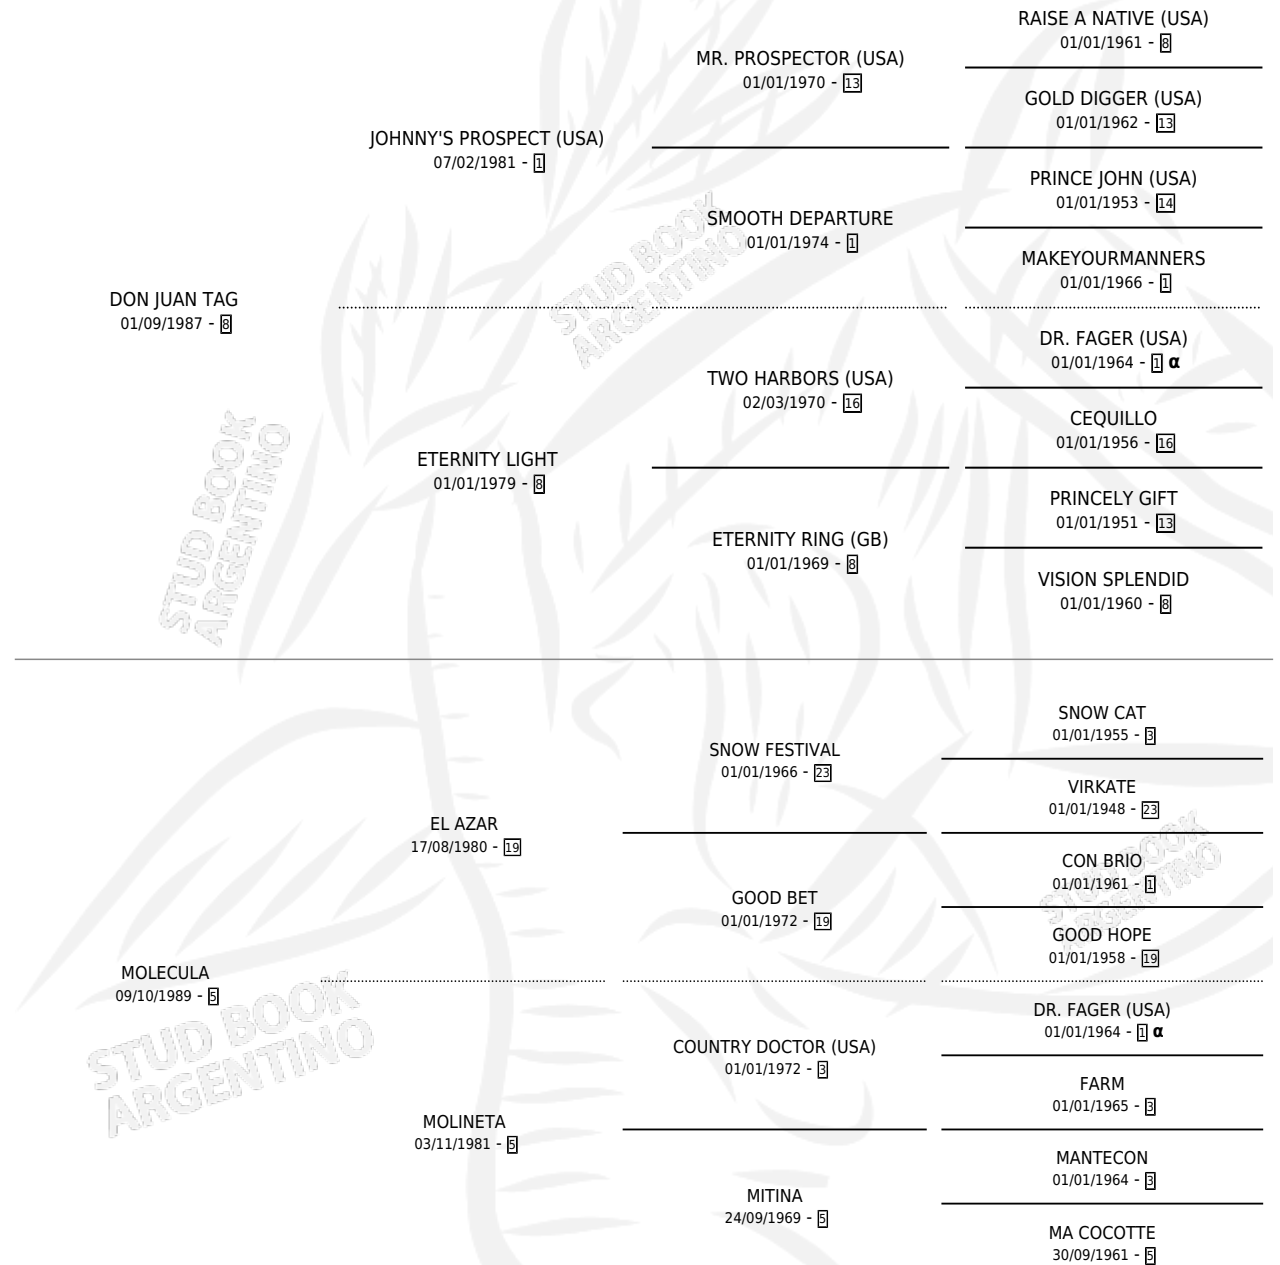 RAISE A NATIVE (USA)
01/01/1961 - 8
MR. PROSPECTOR (USA)
01/01/1970 - 13
GOLD DIGGER (USA)
01/01/1962 - 13
JOHNNY'S PROSPECT (USA)
07/02/1981 - 1
PRINCE JOHN (USA)
01/01/1953 - 14
SMOOTH DEPARTURE
01/01/1974 - 1
MAKEYOURMANNERS
01/01/1966 - 1
DON JUAN TAG
01/09/1987 - 8
DR. FAGER (USA)
01/01/1964 - 1 α
TWO HARBORS (USA)
02/03/1970 - 16
CEQUILLO
01/01/1956 - 16
ETERNITY LIGHT
01/01/1979 - 8
PRINCELY GIFT
01/01/1951 - 13
ETERNITY RING (GB)
01/01/1969 - 8
VISION SPLENDID
01/01/1960 - 8
SNOW CAT
01/01/1955 - 3
SNOW FESTIVAL
01/01/1966 - 23
VIRKATE
01/01/1948 - 23
EL AZAR
17/08/1980 - 19
CON BRIO
01/01/1961 - 1
GOOD BET
01/01/1972 - 19
GOOD HOPE
01/01/1958 - 19
MOLECULA
09/10/1989 - 5
DR. FAGER (USA)
01/01/1964 - 1 α
COUNTRY DOCTOR (USA)
01/01/1972 - 3
FARM
01/01/1965 - 3
MOLINETA
03/11/1981 - 5
MANTECON
01/01/1964 - 3
MITINA
24/09/1969 - 5
MA COCOTTE
30/09/1961 - 5
STUD BOOK
ARGENTINO
STUD BOOK
ARGENTINO
STUD BOOK
ARGENTINO
STUD BOOK
ARGENTINO